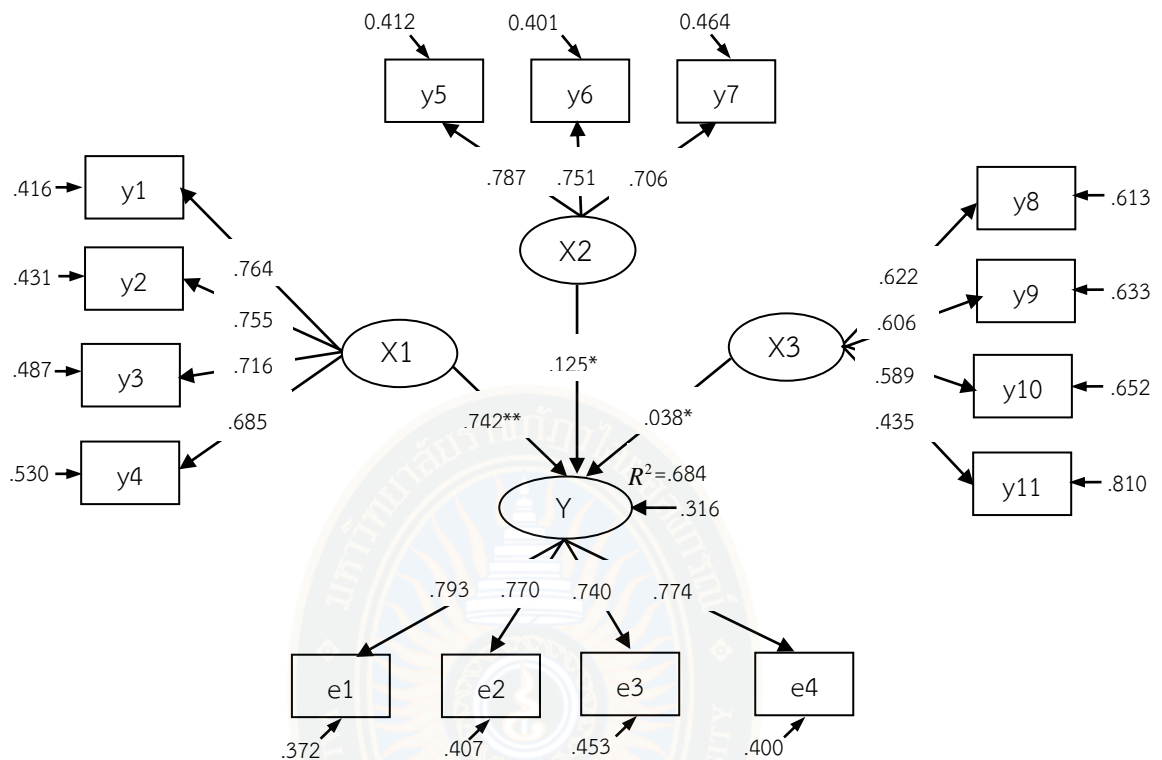 0.412 0.401 0.464
y5 y6 y7
.787 .751 .706
X2
.416 y1
.431 y2
.487 y3
.530 y4
.764
.755
.716
.685
X1
y8 .613
y9 .633
y10 .652
y11 .810
.622
.606
.589
.435
X3
.125*
.742**
.038*
R²=.684
Y .316
.793 .770 .740 .774
e1 e2 e3 e4
.372 .407 .453 .400